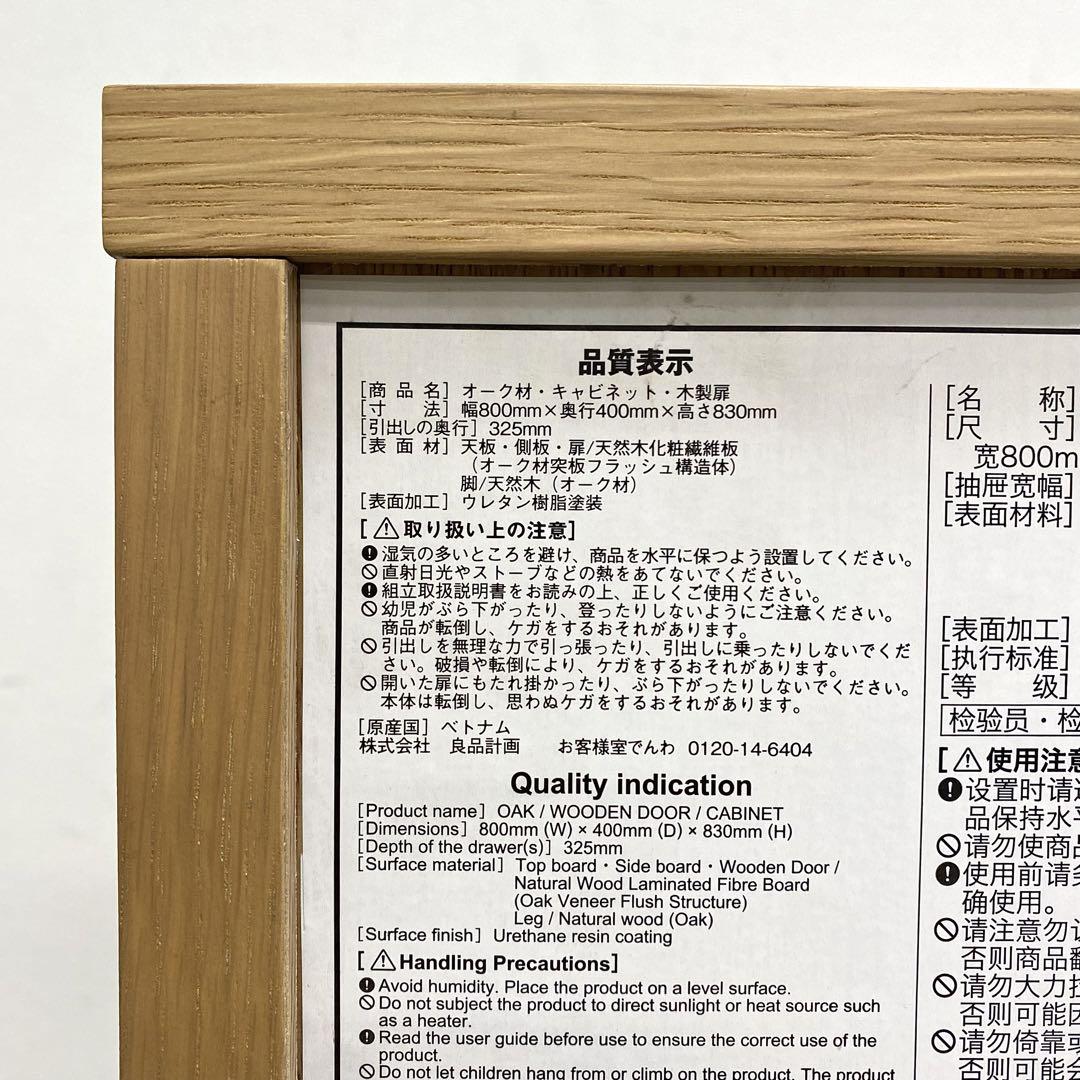 品質表示
[商品名] オーク材・キャビネット・木製扉
[寸 法] 幅800mm×奥行400mm×高さ830mm
[引出しの奥行] 325mm
[表面材] 天板・側板・扉/天然木化粧繊維板
(オーク材突板フラッシュ構造体)
脚/天然木(オーク材)
[表面加工] ウレタン樹脂塗装
[⚠取り扱い上の注意]
湿気の多いところを避け、商品を水平に保つよう設置してください。
直射日光やストーブなどの熱をあてないでください。
組立取扱説明書をお読みの上、正しくご使用ください。
幼児がぶら下がったり、登ったりしないようにご注意ください。
商品が転倒し、ケガをするおそれがあります。
引出しを無理な力で引っ張ったり、引出しに乗ったりしないでくだ
さい。破損や転倒により、ケガをするおそれがあります。
開いた扉にもたれ掛かったり、ぶら下がったりしないでください。
本体は転倒し、思わぬケガをするおそれがあります。
[原産国] ベトナム
株式会社 良品計画 お客様室でんわ 0120-14-6404
Quality indication
[Product name] OAK / WOODEN DOOR / CABINET
[Dimensions] 800mm (W) × 400mm (D) × 830mm (H)
[Depth of the drawer(s)] 325mm
[Surface material] Top board・Side board・Wooden Door /
Natural Wood Laminated Fibre Board
(Oak Veneer Flush Structure)
Leg / Natural wood (Oak)
[Surface finish] Urethane resin coating
[⚠Handling Precautions]
Avoid humidity. Place the product on a level surface.
Do not subject the product to direct sunlight or heat source such
as a heater.
Read the user guide before use to ensure the correct use of the
product.
Do not let children hang from or climb on the product. The product
[名 称]
[尺 寸]
宽800m
[抽屉宽幅]
[表面材料]
[表面加工]
[执行标准]
[等 级]
检验员・检
[⚠使用注意
设置时请
品保持水平
请勿使商品
使用前请
确使用。
请注意勿
否则商品翻
请勿大力拉
否则可能因
请勿倚靠或
否则可能会